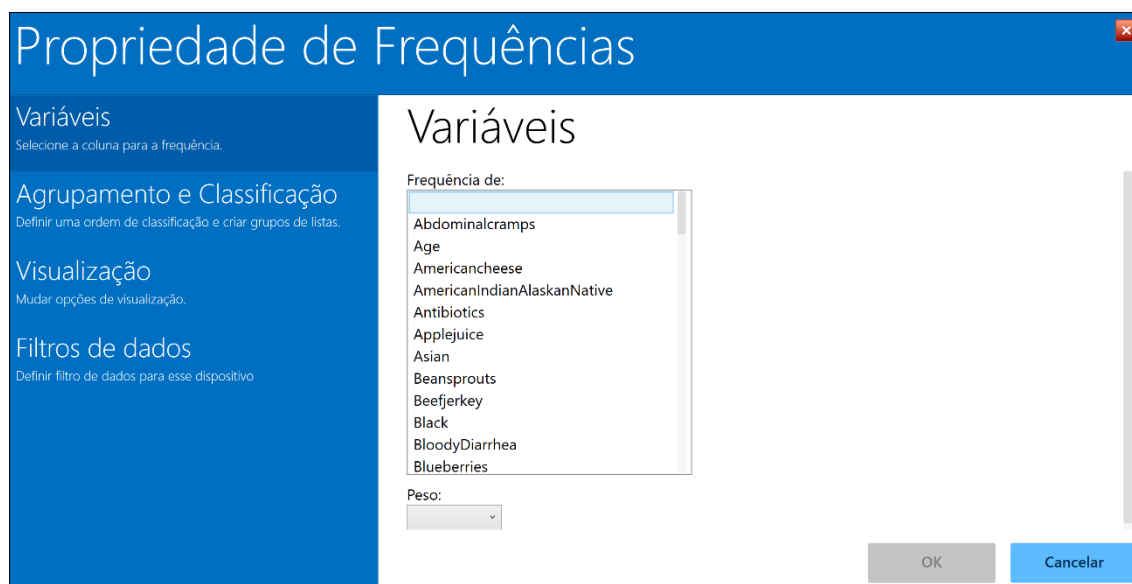 Propriedade de Frequências
Variáveis
Selecione a coluna para a frequência.
Agrupamento e Classificação
Definir uma ordem de classificação e criar grupos de listas.
Visualização
Mudar opções de visualização.
Filtros de dados
Definir filtro de dados para esse dispositivo
Variáveis
Frequência de:
Abdominalcramps
Age
Americancheese
AmericanIndianAlaskanNative
Antibiotics
Applejuice
Asian
Beansprouts
Beefjerkey
Black
BloodyDiarrhea
Blueberries
Peso:
OK
Cancelar